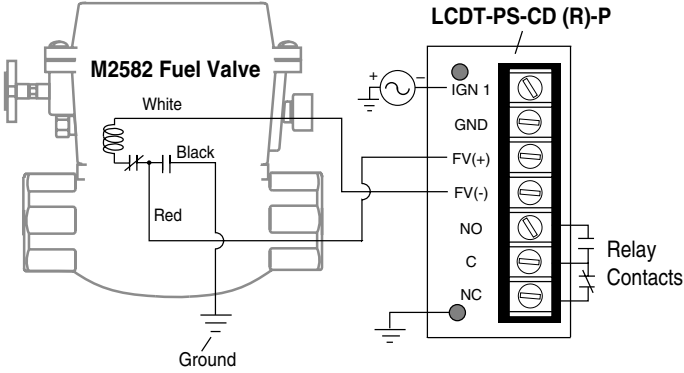 LCDT-PS-CD (R)-P
M2582 Fuel Valve
White
Black
Red
Ground
+
–
IGN 1
GND
FV(+)
FV(-)
NO
C
NC
Relay
Contacts